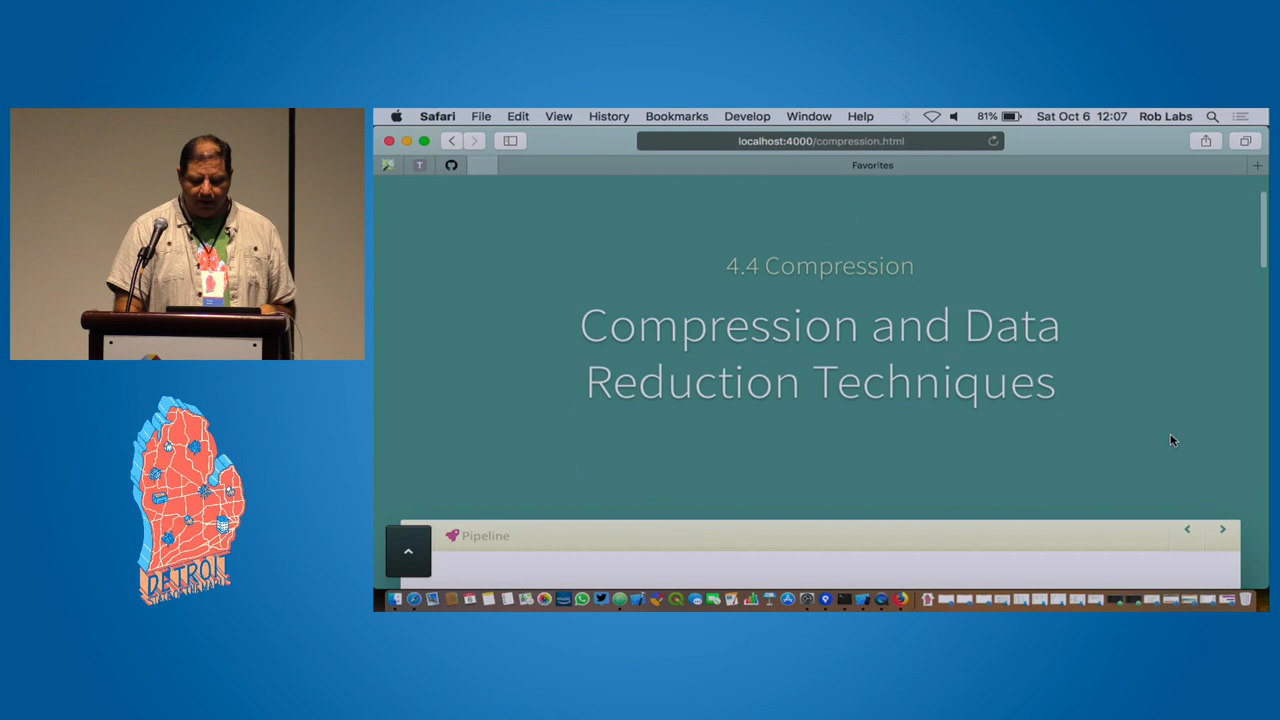 Safari File Edit View History Bookmarks Develop Window Help 81% Sat Oct 6 12:07 Rob Labs
localhost:4000/compression.html
T
Favorites
4.4 Compression
Compression and Data
Reduction Techniques
Pipeline
DETROIT